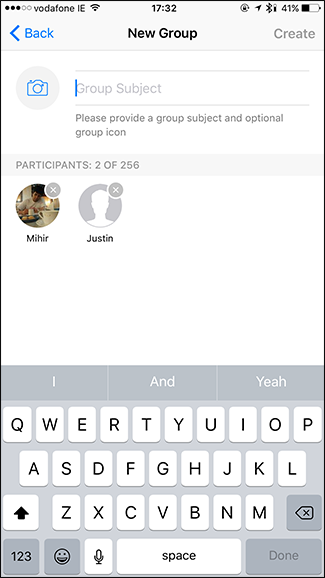 vodafone IE 17:32 41%
Back New Group Create
Group Subject
Please provide a group subject and optional
group icon
PARTICIPANTS: 2 OF 256
Mihir Justin
I And Yeah
Q W E R T Y U I O P
A S D F G H J K L
Z X C V B N M
123 space Done